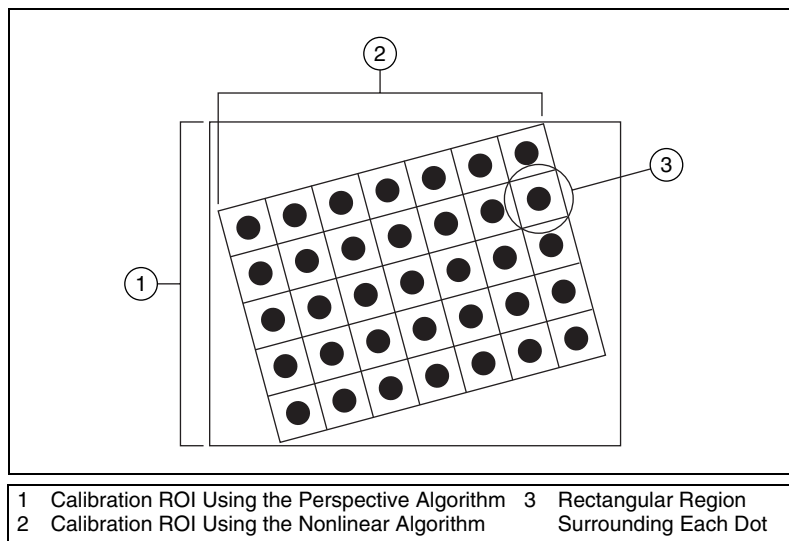 2
3
1
1 Calibration ROI Using the Perspective Algorithm 3 Rectangular Region
2 Calibration ROI Using the Nonlinear Algorithm Surrounding Each Dot